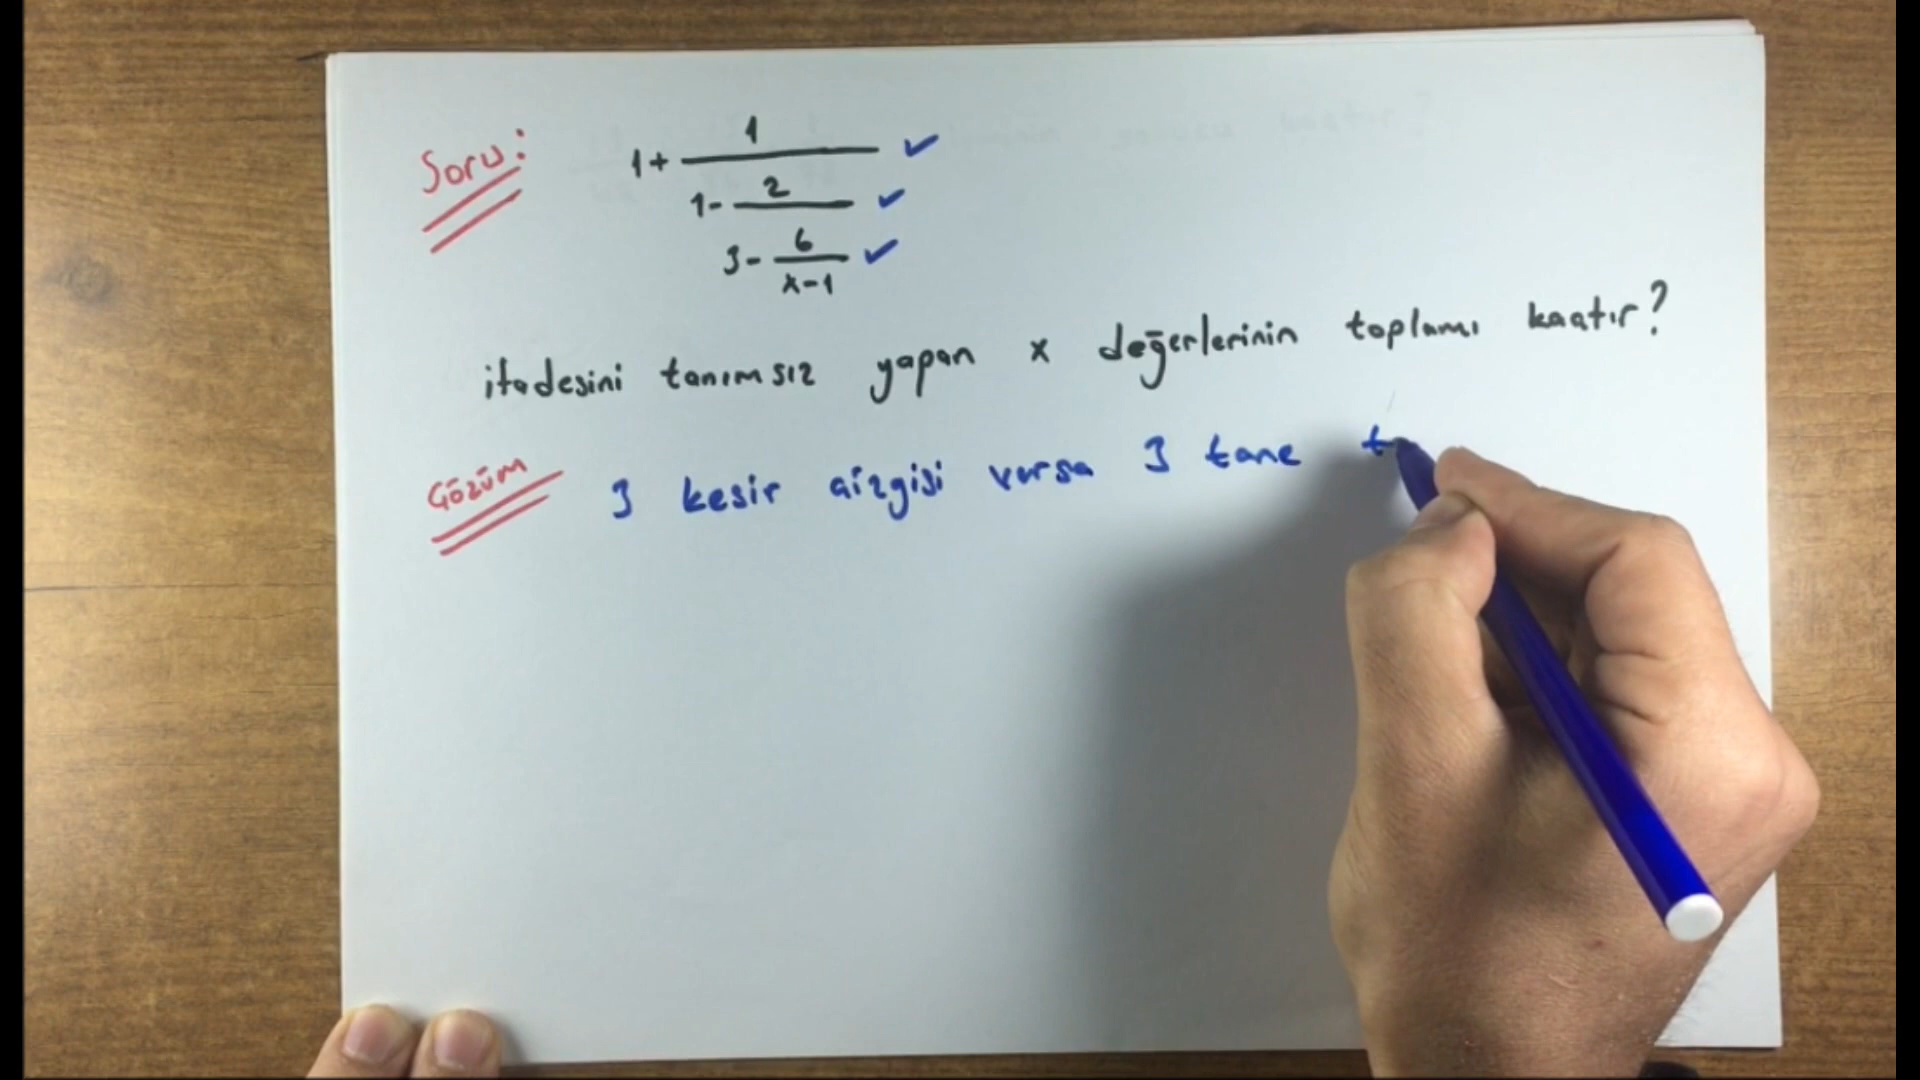 Soru:
1+ 1
1- 2
3- 6
x-1
ifadesini tanımsız yapan x değerlerinin toplamı kaçtır?
Çözüm 3 kesir çizgisi varsa 3 tane t